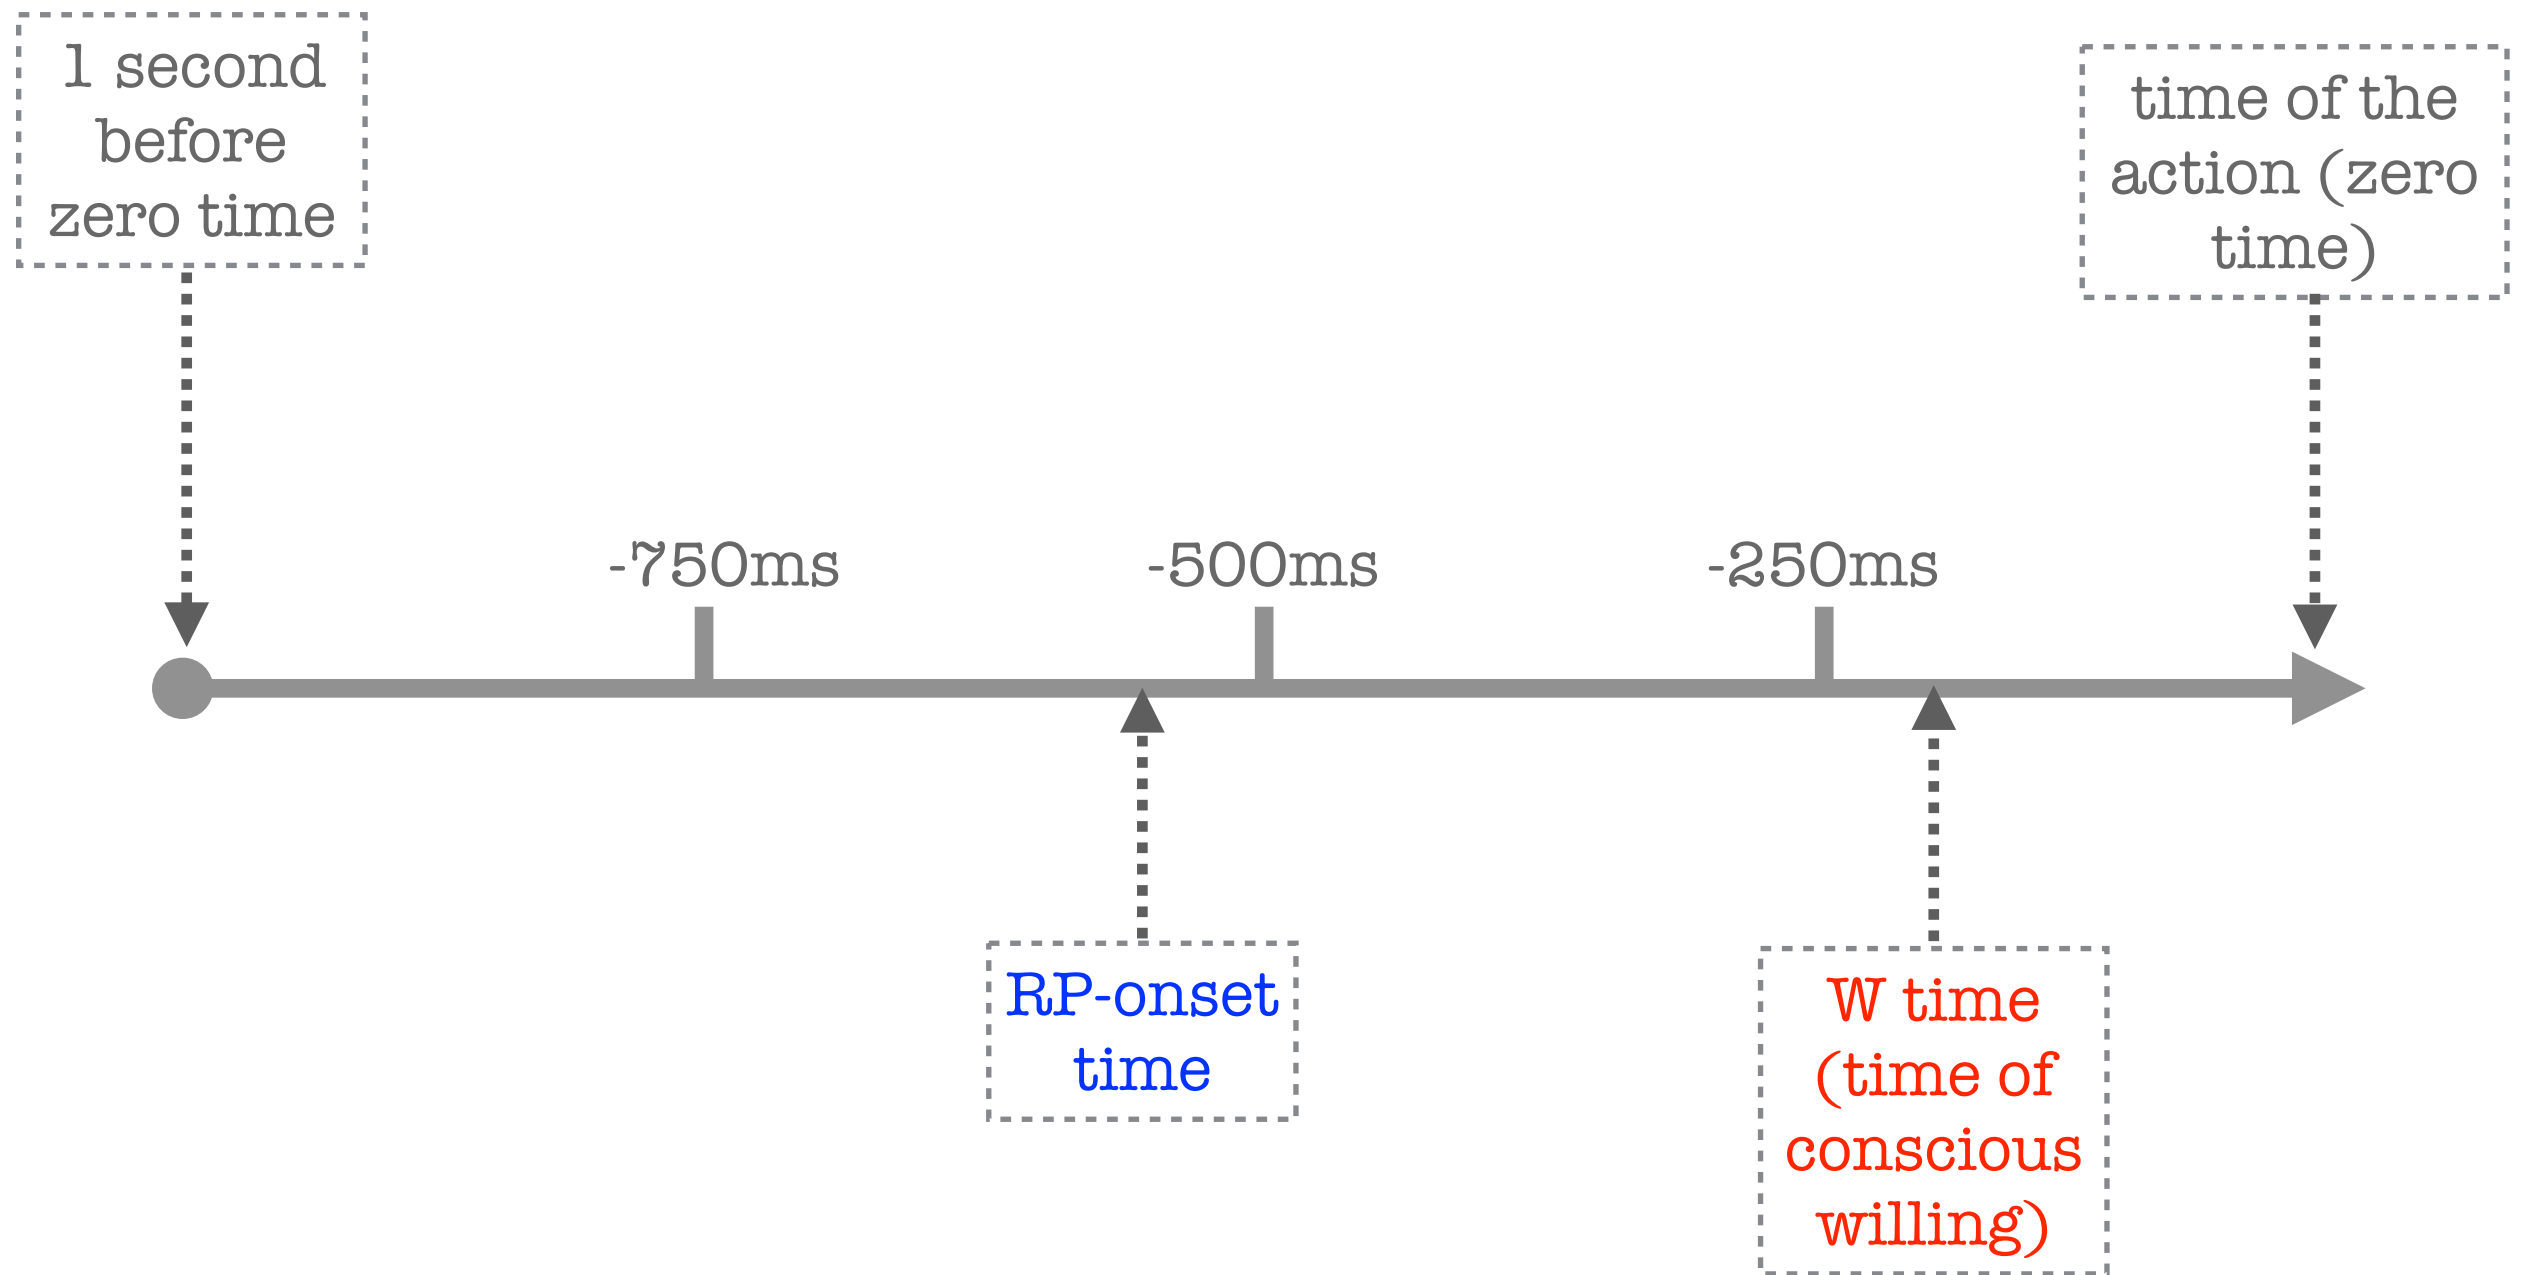 1 second
before
zero time
time of the
action (zero
time)
-750ms
-500ms
-250ms
RP-onset
time
W time
(time of
conscious
willing)